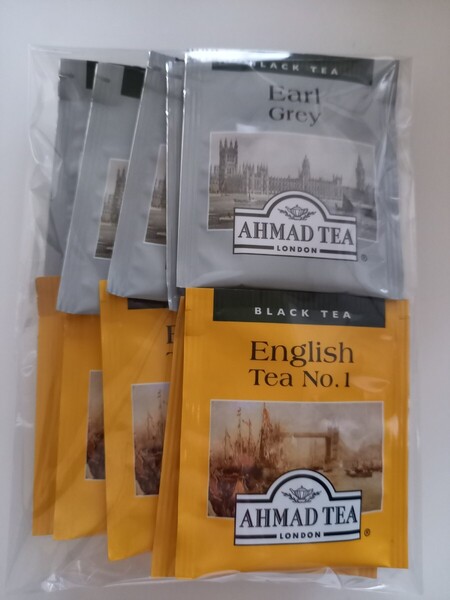 BLACK TEA
Earl
Grey
AHMAD TEA
LONDON
®
BLACK TEA
English
Tea No.1
AHMAD TEA
LONDON
®